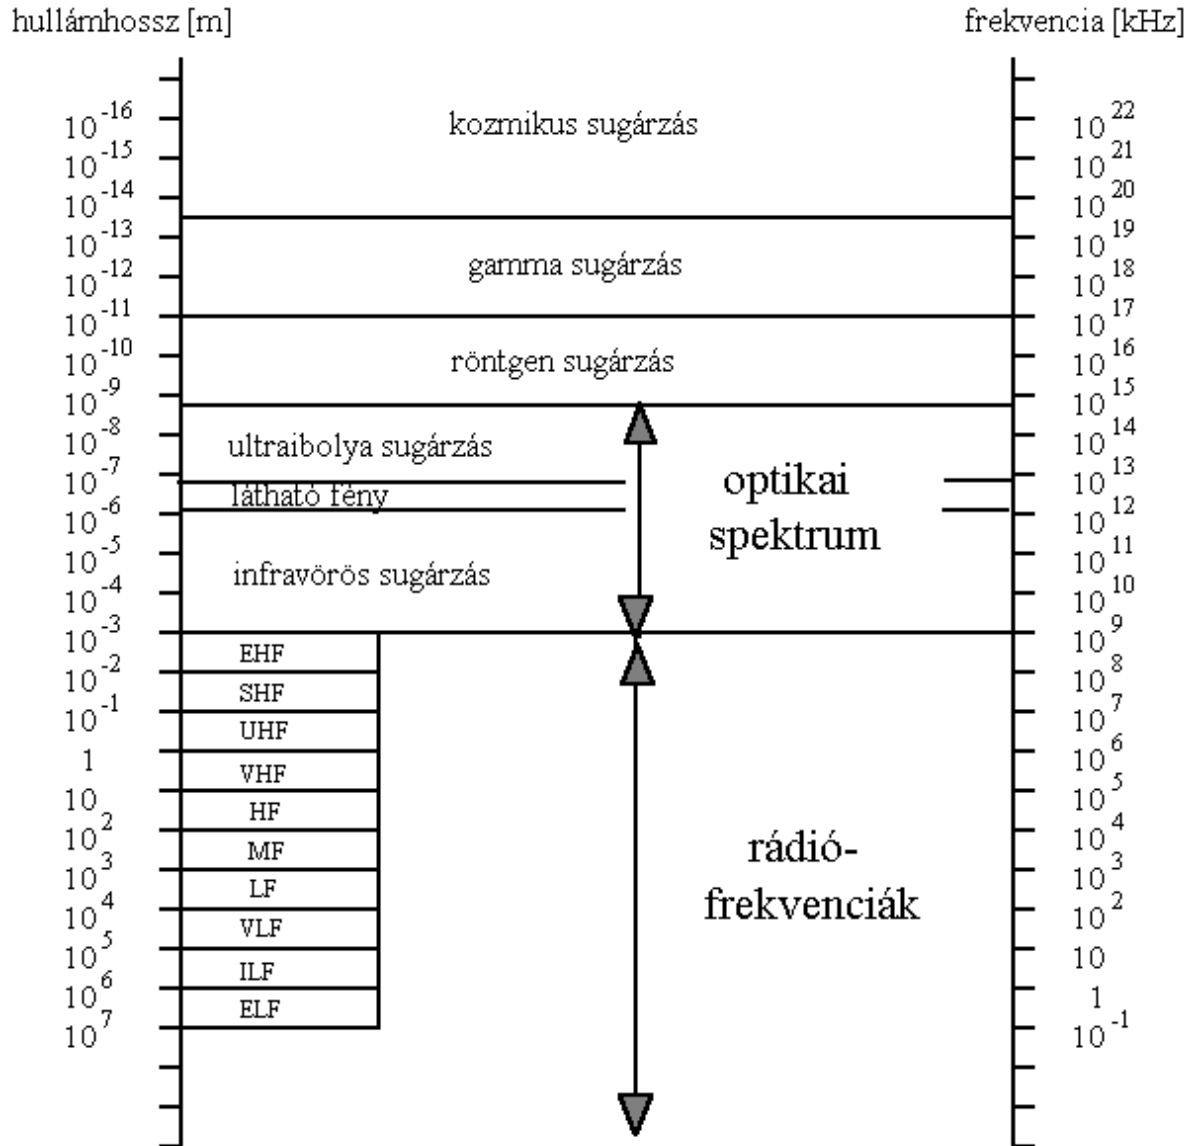 hullámhossz [m] frekvencia [kHz]
10^-16 kozmikus sugárzás 10^22
10^-15 10^21
10^-14 10^20
10^-13 10^19
10^-12 gamma sugárzás 10^18
10^-11 10^17
10^-10 röntgen sugárzás 10^16
10^-9 10^15
10^-8 ultraibolya sugárzás 10^14
10^-7 látható fény optikai 10^13
10^-6 spektrum 10^12
10^-5 infravörös sugárzás 10^11
10^-4 10^10
10^-3 EHF 10^9
10^-2 SHF 10^8
10^-1 UHF 10^7
1 VHF 10^6
10 HF 10^5
10^2 MF rádió- 10^4
10^3 LF frekvenciák 10^3
10^4 VLF 10^2
10^5 ILF 10
10^6 ELF 1
10^7 10^-1